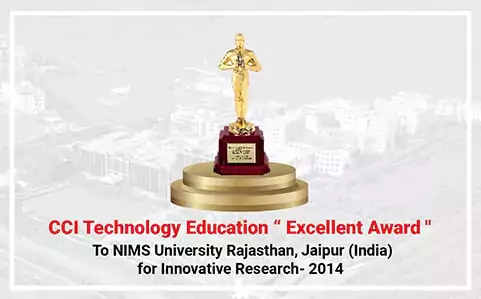 CCI Technology Education “ Excellent Award "
To NIMS University Rajasthan, Jaipur (India)
for Innovative Research- 2014